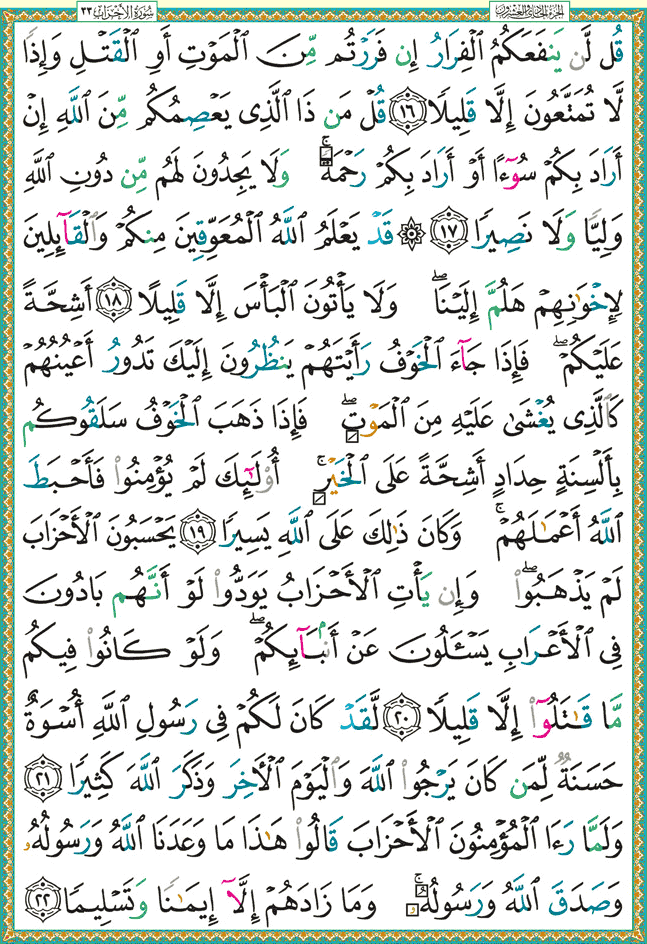 سُورَةُ الأَحْزَاب ٣٣
الجزء الحادي والعشرون
قُل لَّن يَنفَعَكُمُ ٱلْفِرَارُ إِن فَرَرْتُم مِّنَ ٱلْمَوْتِ أَوِ ٱلْقَتْلِ وَإِذًا
لَّا تُمَتَّعُونَ إِلَّا قَلِيلًا ١٦ قُلْ مَن ذَا ٱلَّذِى يَعْصِمُكُم مِّنَ ٱللَّهِ إِنْ
أَرَادَ بِكُمْ سُوٓءًا أَوْ أَرَادَ بِكُمْ رَحْمَةً ۚ وَلَا يَجِدُونَ لَهُم مِّن دُونِ ٱللَّهِ
وَلِيًّا وَلَا نَصِيرًا ١٧ ۞ قَدْ يَعْلَمُ ٱللَّهُ ٱلْمُعَوِّقِينَ مِنكُمْ وَٱلْقَآئِلِينَ
لِإِخْوَٰنِهِمْ هَلُمَّ إِلَيْنَا ۖ وَلَا يَأْتُونَ ٱلْبَأْسَ إِلَّا قَلِيلًا ١٨ أَشِحَّةً
عَلَيْكُمْ ۖ فَإِذَا جَآءَ ٱلْخَوْفُ رَأَيْتَهُمْ يَنظُرُونَ إِلَيْكَ تَدُورُ أَعْيُنُهُمْ
كَٱلَّذِى يُغْشَىٰ عَلَيْهِ مِنَ ٱلْمَوْتِ ۖ فَإِذَا ذَهَبَ ٱلْخَوْفُ سَلَقُوكُم
بِأَلْسِنَةٍ حِدَادٍ أَشِحَّةً عَلَى ٱلْخَيْرِ ۚ أُو۟لَٰٓئِكَ لَمْ يُؤْمِنُوا۟ فَأَحْبَطَ
ٱللَّهُ أَعْمَٰلَهُمْ ۚ وَكَانَ ذَٰلِكَ عَلَى ٱللَّهِ يَسِيرًا ١٩ يَحْسَبُونَ ٱلْأَحْزَابَ
لَمْ يَذْهَبُوا۟ ۖ وَإِن يَأْتِ ٱلْأَحْزَابُ يَوَدُّوا۟ لَوْ أَنَّهُم بَادُونَ
فِى ٱلْأَعْرَابِ يَسْـَٔلُونَ عَنْ أَنۢبَآئِكُمْ ۖ وَلَوْ كَانُوا۟ فِيكُم
مَّا قَٰتَلُوٓا۟ إِلَّا قَلِيلًا ٢٠ لَّقَدْ كَانَ لَكُمْ فِى رَسُولِ ٱللَّهِ أُسْوَةٌ
حَسَنَةٌ لِّمَن كَانَ يَرْجُوا۟ ٱللَّهَ وَٱلْيَوْمَ ٱلْءَاخِرَ وَذَكَرَ ٱللَّهَ كَثِيرًا ٢١
وَلَمَّا رَءَا ٱلْمُؤْمِنُونَ ٱلْأَحْزَابَ قَالُوا۟ هَٰذَا مَا وَعَدَنَا ٱللَّهُ وَرَسُولُهُۥ
وَصَدَقَ ٱللَّهُ وَرَسُولُهُۥ ۚ وَمَا زَادَهُمْ إِلَّآ إِيمَٰنًا وَتَسْلِيمًا ٢٢